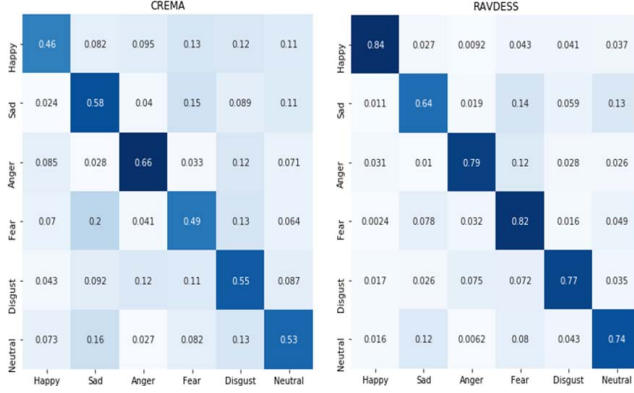 CREMA
Happy 0.46 0.082 0.095 0.13 0.12 0.11
Sad 0.024 0.58 0.04 0.15 0.089 0.11
Anger 0.085 0.028 0.66 0.033 0.12 0.071
Fear 0.07 0.2 0.041 0.49 0.13 0.064
Disgust 0.043 0.092 0.12 0.11 0.55 0.087
Neutral 0.073 0.16 0.027 0.082 0.13 0.53
Happy Sad Anger Fear Disgust Neutral
RAVDESS
Happy 0.84 0.027 0.0092 0.043 0.041 0.037
Sad 0.011 0.64 0.019 0.14 0.059 0.13
Anger 0.031 0.01 0.79 0.12 0.028 0.026
Fear 0.0024 0.078 0.032 0.82 0.016 0.049
Disgust 0.017 0.026 0.075 0.072 0.77 0.035
Neutral 0.016 0.12 0.0062 0.08 0.043 0.74
Happy Sad Anger Fear Disgust Neutral